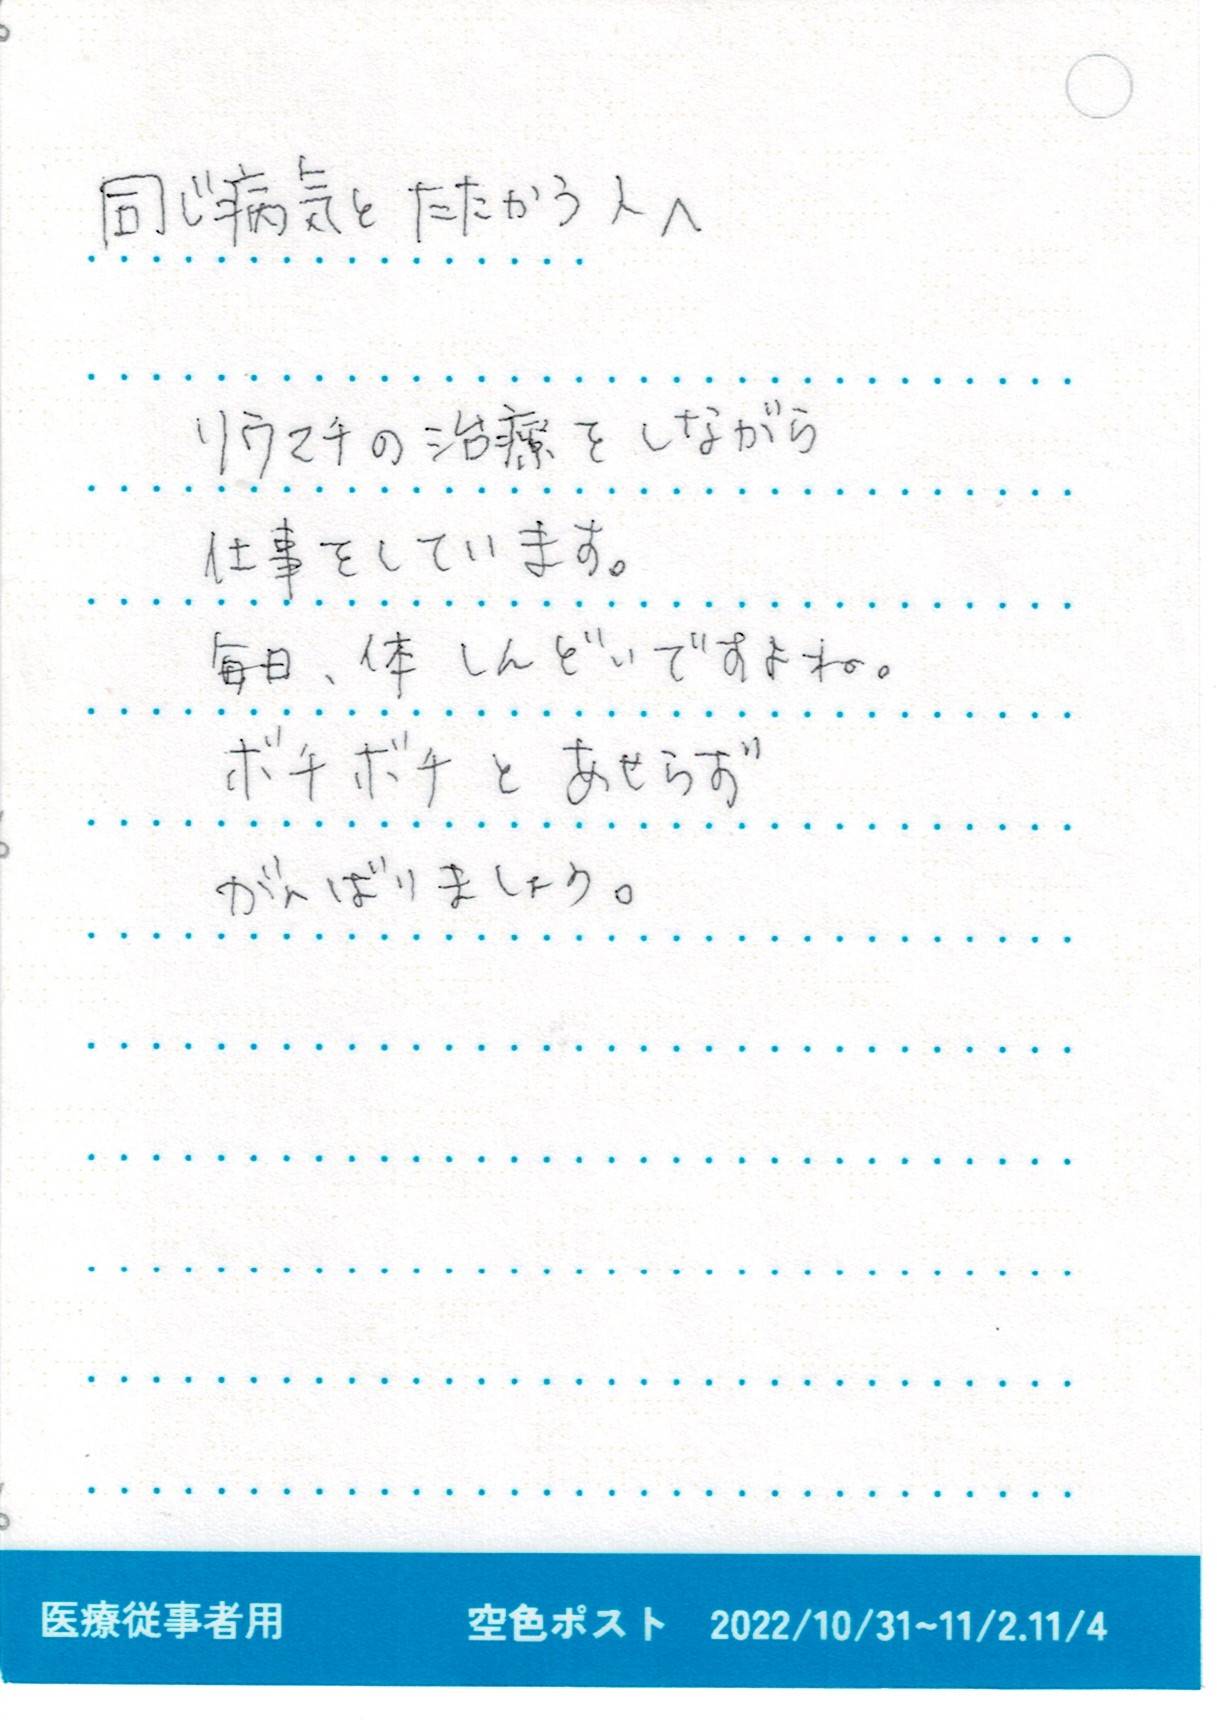 同じ病気とたたかう人へ
リウマチの治療をしながら
仕事をしています。
毎日、体しんどいですよね。
ボチボチとあせらず
がんばりましょう。
医療従事者用 空色ポスト 2022/10/31~11/2.11/4